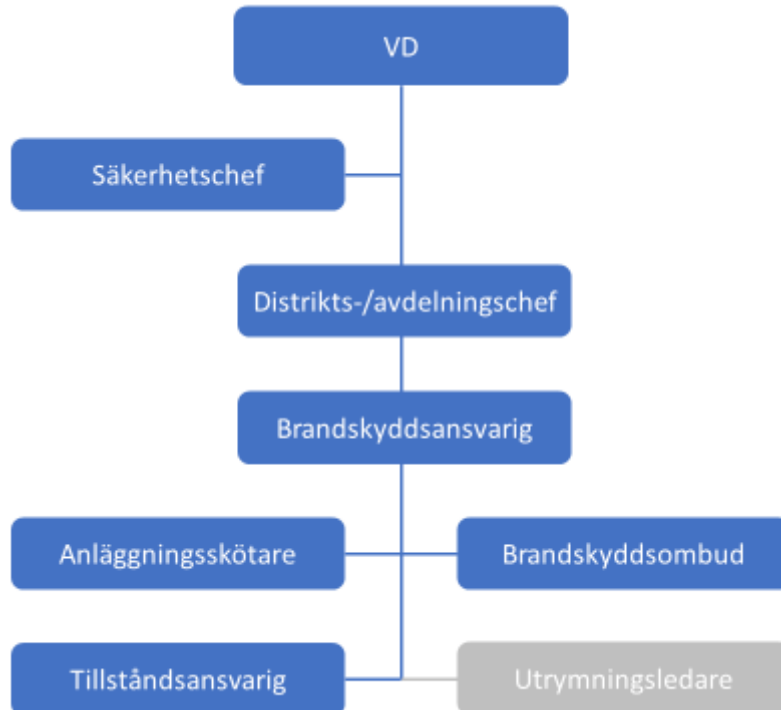 VD
Säkerhetschef
Distrikts-/avdelningschef
Brandskyddsansvarig
Anläggningsskötare
Brandskyddsombud
Tillståndsansvarig
Utrymningsledare